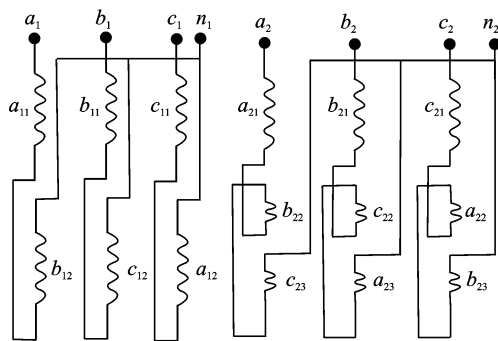 a₁ b₁ c₁ n₁ a₂ b₂ c₂ n₂
a₁₁ b₁₁ c₁₁ a₂₁ b₂₁ c₂₁
b₂₂ c₂₂ a₂₂
b₁₂ c₁₂ a₁₂ c₂₃ a₂₃ b₂₃